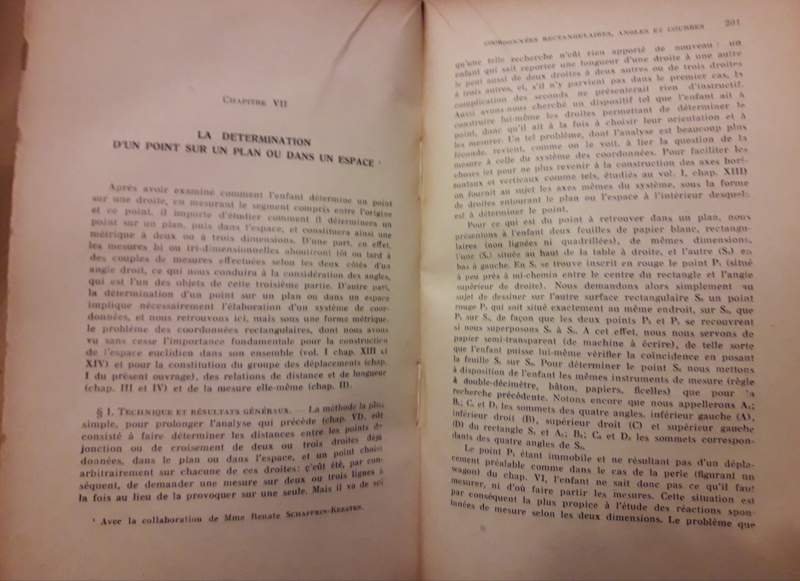 CHAPITRE VII
LA DÉTERMINATION
D'UN POINT SUR UN PLAN OU DANS UN ESPACE ¹
Après avoir examiné comment l'enfant détermine un point
sur une droite, en mesurant le segment compris entre l'origine
et ce point, il importe d'étudier comment il déterminera un
point sur un plan, puis dans l'espace, et constituera ainsi une
métrique à deux ou à trois dimensions. D'une part, en effet,
les mesures bi ou tri-dimensionnelles aboutiront tôt ou tard à
des couples de mesures effectuées selon les deux côtés d'un
angle droit, ce qui nous conduira à la considération des angles,
qui est l'un des objets de cette troisième partie. D'autre part,
la détermination d'un point sur un plan ou dans un espace
implique nécessairement l'élaboration d'un système de coor-
données, et nous retrouvons ici, mais sous une forme métrique,
le problème des coordonnées rectangulaires, dont nous avons
vu sans cesse l'importance fondamentale pour la construction
de l'espace euclidien dans son ensemble (vol. I chap. XIII et
XIV) et pour la constitution du groupe des déplacements (chap.
I du présent ouvrage), des relations de distance et de longueur
(chap. III et IV) et de la mesure elle-même (chap. II).
§ 1. TECHNIQUE ET RÉSULTATS GÉNÉRAUX. — La méthode la plus
simple, pour prolonger l'analyse qui précède (chap. VI), eût
consisté à faire déterminer les distances entre les points de
jonction ou de croisement de deux ou trois droites déjà
données, dans le plan ou dans l'espace, et un point choisi
arbitrairement sur chacune de ces droites: ç'eût été, par con-
séquent, de demander une mesure sur deux ou trois lignes à
la fois au lieu de la provoquer sur une seule. Mais il va de soi
¹ Avec la collaboration de Mme Renate
COORDONNÉES RECTANGULAIRES, ANGLES ET COURBES 201
qu'une telle recherche n'eût rien apporté de nouveau: un
enfant qui sait reporter une longueur d'une droite à une autre
le peut aussi de deux droites à deux autres ou de trois droites
à trois autres, et, s'il n'y parvient pas dans le premier cas, la
complication des seconds ne présenterait rien d'instructif.
Aussi avons-nous cherché un dispositif tel que l'enfant ait à
construire lui-même les droites permettant de déterminer le
point, donc qu'il ait à la fois à choisir leur orientation et à
les mesurer. Un tel problème, dont l'analyse est beaucoup plus
féconde, revient, comme on le voit, à lier la question de la
mesure à celle du système des coordonnées. Pour faciliter les
choses (et pour ne plus revenir à la construction des axes hori-
zontaux et verticaux comme tels, étudiés au vol. I, chap. XIII)
on fournit au sujet les axes mêmes du système, sous la forme
de droites entourant le plan ou l'espace à l'intérieur desquels
est à déterminer le point.
Pour ce qui est du point à retrouver dans un plan, nous
présentons à l'enfant deux feuilles de papier blanc, rectangu-
laires (non lignées ni quadrillées), de mêmes dimensions,
l'une (S₁) située au haut de la table à droite, et l'autre (S₂) en
bas à gauche. En S₁ se trouve inscrit en rouge le point P₁ (situé
à peu près à mi-chemin entre le centre du rectangle et l'angle
supérieur de droite). Nous demandons alors simplement au
sujet de dessiner sur l'autre surface rectangulaire S₂ un point
rouge P₂ qui soit situé exactement au même endroit, sur S₂, que
P₁ sur S₁, de façon que les deux points P₁ et P₂ se recouvrent
si nous superposons S₁ à S₂. A cet effet, nous nous servons de
papier semi-transparent (de machine à écrire), de telle sorte
que l'enfant puisse lui-même vérifier la coïncidence en posant
la feuille S₁ sur S₂. Pour déterminer le point S₂ nous mettons
à disposition de l'enfant les mêmes instruments de mesure (règle
à double-décimètre, bâton, papiers, ficelles) que pour la
recherche précédente. Notons encore que nous appellerons A₁;
B₁; C₁ et D₁ les sommets des quatre angles, inférieur gauche (A),
inférieur droit (B), supérieur droit (C) et supérieur gauche
(D) du rectangle S₁ et A₂; B₂; C₂ et D₂ les sommets correspon-
dants des quatre angles de S₂.
Le point P₁ étant immobile et ne résultant pas d'un dépla-
cement préalable comme dans le cas de la perle (figurant un
wagon) du chap. VI, l'enfant ne sait donc pas ce qu'il faut
mesurer, ni d'où faire partir les mesures. Cette situation est
par conséquent la plus propice à l'étude des réactions spon-
tanées de mesure selon les deux dimensions. Le problème que